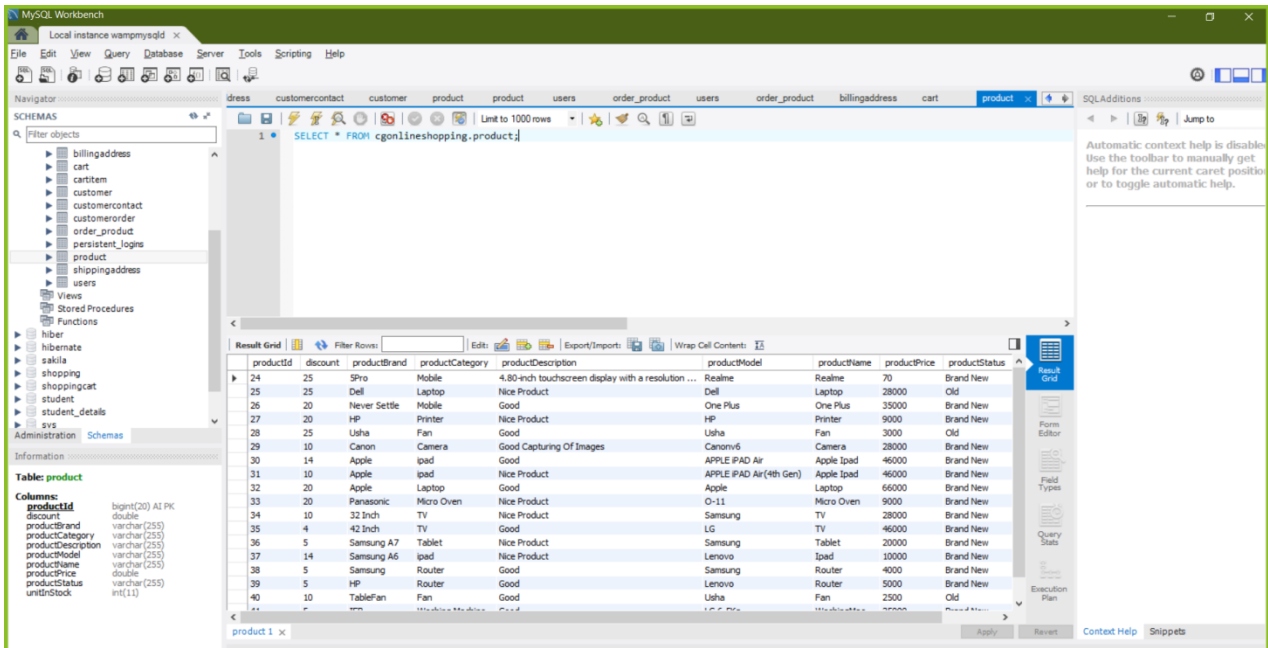 MySQL Workbench
Local instance wampmysqld ×
File Edit View Query Database Server Tools Scripting Help
Navigator
SCHEMAS
Filter objects
billingaddress
cart
cartitem
customer
customercontact
customerorder
order_product
persistent_logins
product
shippingaddress
users
Views
Stored Procedures
Functions
hiber
hibernate
sakila
shopping
shoppingcat
student
student_details
sys
Administration Schemas
Information
Table: product
Columns:
productId bigint(20) AI PK
discount double
productBrand varchar(255)
productCategory varchar(255)
productDescription varchar(255)
productModel varchar(255)
productName varchar(255)
productPrice double
productStatus varchar(255)
unitInStock int(11)
dress customercontact customer product product users order_product users order_product billingaddress cart product ×
Limit to 1000 rows
1 SELECT * FROM cgonlineshopping.product;
Result Grid Filter Rows: Edit: Export/Import: Wrap Cell Content:
productId discount productBrand productCategory productDescription productModel productName productPrice productStatus
24 25 5Pro Mobile 4.80-inch touchscreen display with a resolution ... Realme Realme 70 Brand New
25 25 Dell Laptop Nice Product Dell Laptop 28000 Old
26 20 Never Settle Mobile Good One Plus One Plus 35000 Brand New
27 20 HP Printer Nice Product HP Printer 9000 Brand New
28 25 Usha Fan Good Usha Fan 3000 Old
29 10 Canon Camera Good Capturing Of Images Canonv6 Camera 28000 Brand New
30 14 Apple ipad Good APPLE iPAD Air Apple Ipad 46000 Brand New
31 10 Apple ipad Nice Product APPLE iPAD Air(4th Gen) Apple Ipad 46000 Brand New
32 20 Apple Laptop Good Apple Laptop 66000 Brand New
33 20 Panasonic Micro Oven Nice Product O-11 Micro Oven 9000 Brand New
34 10 32 Inch TV Nice Product Samsung TV 28000 Brand New
35 4 42 Inch TV Good LG TV 46000 Brand New
36 5 Samsung A7 Tablet Nice Product Samsung Tablet 20000 Brand New
37 14 Samsung A6 ipad Nice Product Lenovo Ipad 10000 Brand New
38 5 Samsung Router Good Samsung Router 4000 Brand New
39 5 HP Router Good Lenovo Router 5000 Brand New
40 10 TableFan Fan Good Usha Fan 2500 Old
product 1 ×
Apply Revert
Result Grid
Form Editor
Field Types
Query Stats
Execution Plan
SQLAdditions
Jump to
Automatic context help is disable
Use the toolbar to manually get
help for the current caret positio
or to toggle automatic help.
Context Help Snippets